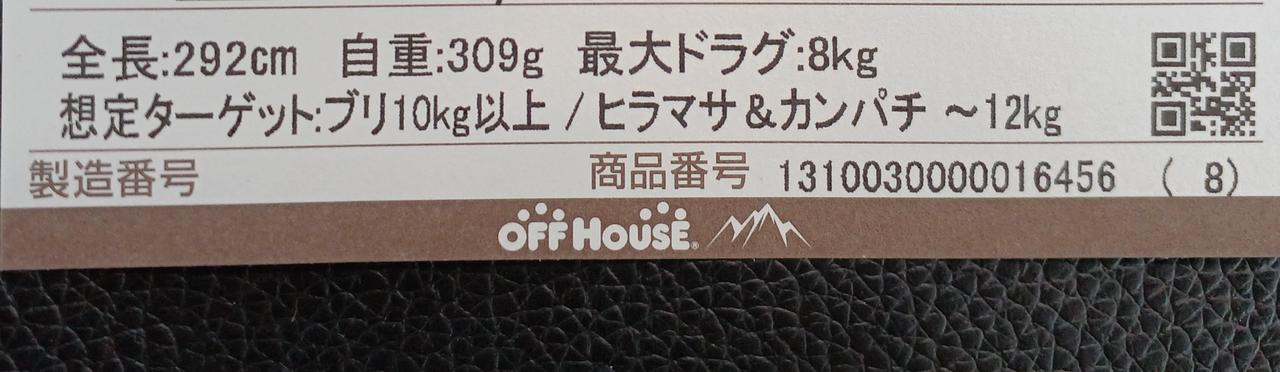 全長:292cm 自重:309g 最大ドラグ:8kg
想定ターゲット:ブリ10kg以上 / ヒラマサ&カンパチ ～12kg
製造番号 商品番号 1310030000016456 ( 8)
OFF HOUSE®